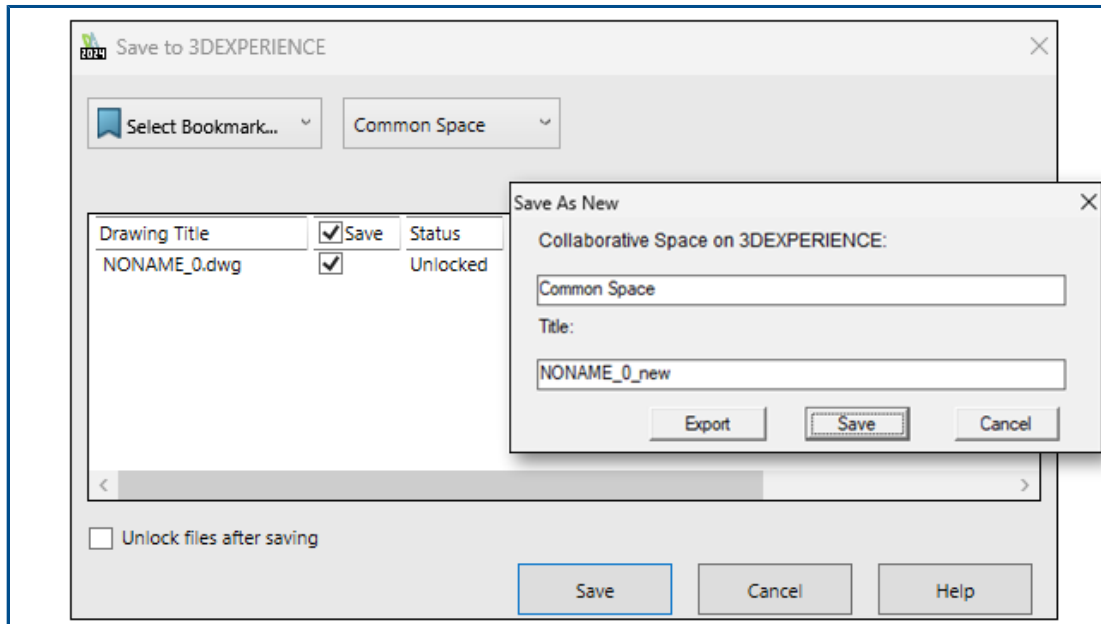 2024 Save to 3DEXPERIENCE
Select Bookmark... Common Space
Save As New
Collaborative Space on 3DEXPERIENCE:
Common Space
Title:
NONAME_0_new
Export Save Cancel
Drawing Title Save Status
NONAME_0.dwg Unlocked
Unlock files after saving
Save Cancel Help